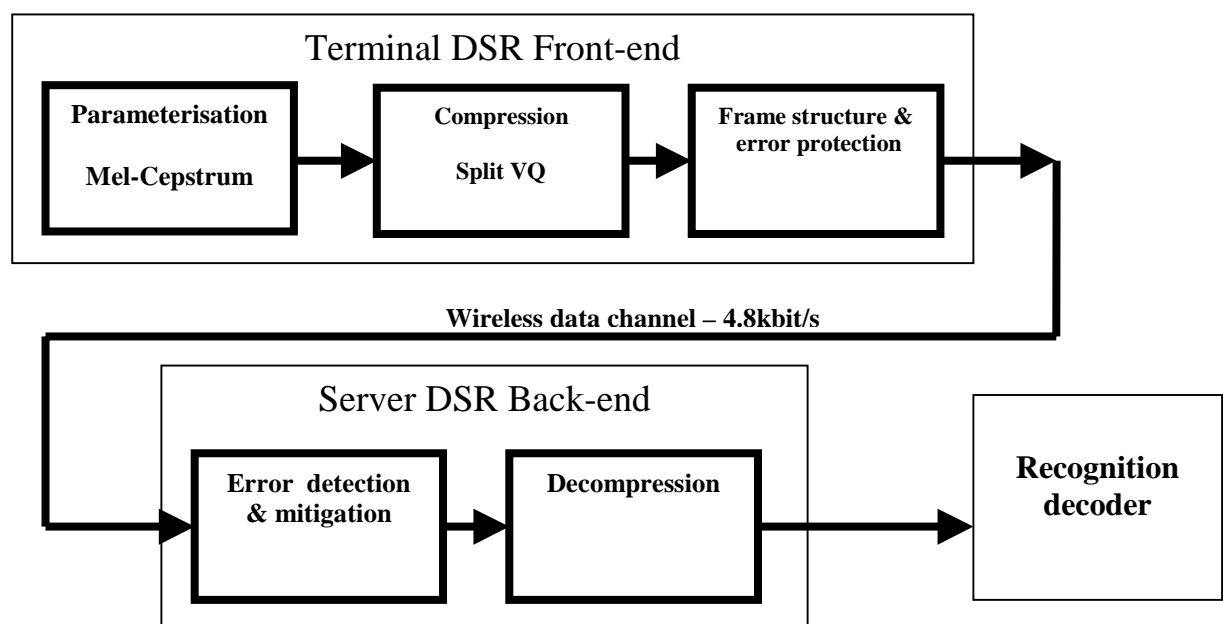 Terminal DSR Front-end
Parameterisation
Mel-Cepstrum
Compression
Split VQ
Frame structure &
error protection
Wireless data channel – 4.8kbit/s
Server DSR Back-end
Error detection
& mitigation
Decompression
Recognition
decoder